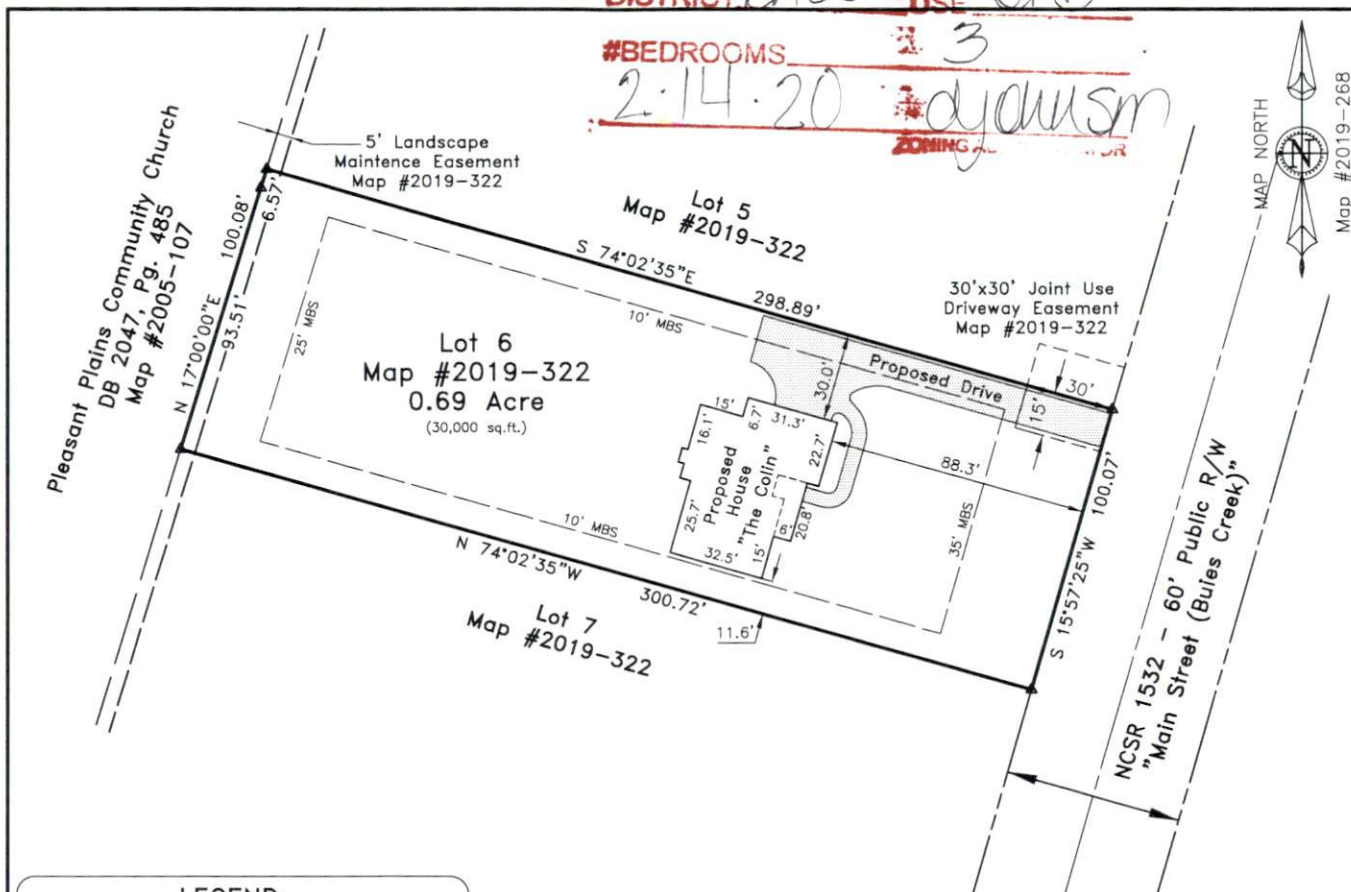 DISTRICT
USE
#BEDROOMS 3
2.14.20
ZONING
5' Landscape
Maintence Easement
Map #2019-322
MAP NORTH
N
Map #2019-268
Pleasant Plains Community Church
DB 2047, Pg. 485
Map #2005-107
N 17°00'00"E 100.08'
93.51'
6.57'
Lot 5
Map #2019-322
S 74°02'35"E 298.89'
30'x30' Joint Use
Driveway Easement
Map #2019-322
25' MBS
10' MBS
Lot 6
Map #2019-322
0.69 Acre
(30,000 sq.ft.)
Proposed Drive
30'
15'
30.0'
15'
6.7'
31.3'
16.1'
22.7'
Proposed
House
"The Colin"
88.3'
25.7'
6'
20.8'
32.5'
15'
35' MBS
10' MBS
S 15°57'25"W 100.07'
N 74°02'35"W 300.72'
11.6'
Lot 7
Map #2019-322
NCSR 1532 - 60' Public R/W
"Main Street (Buies Creek)"
LEGEND